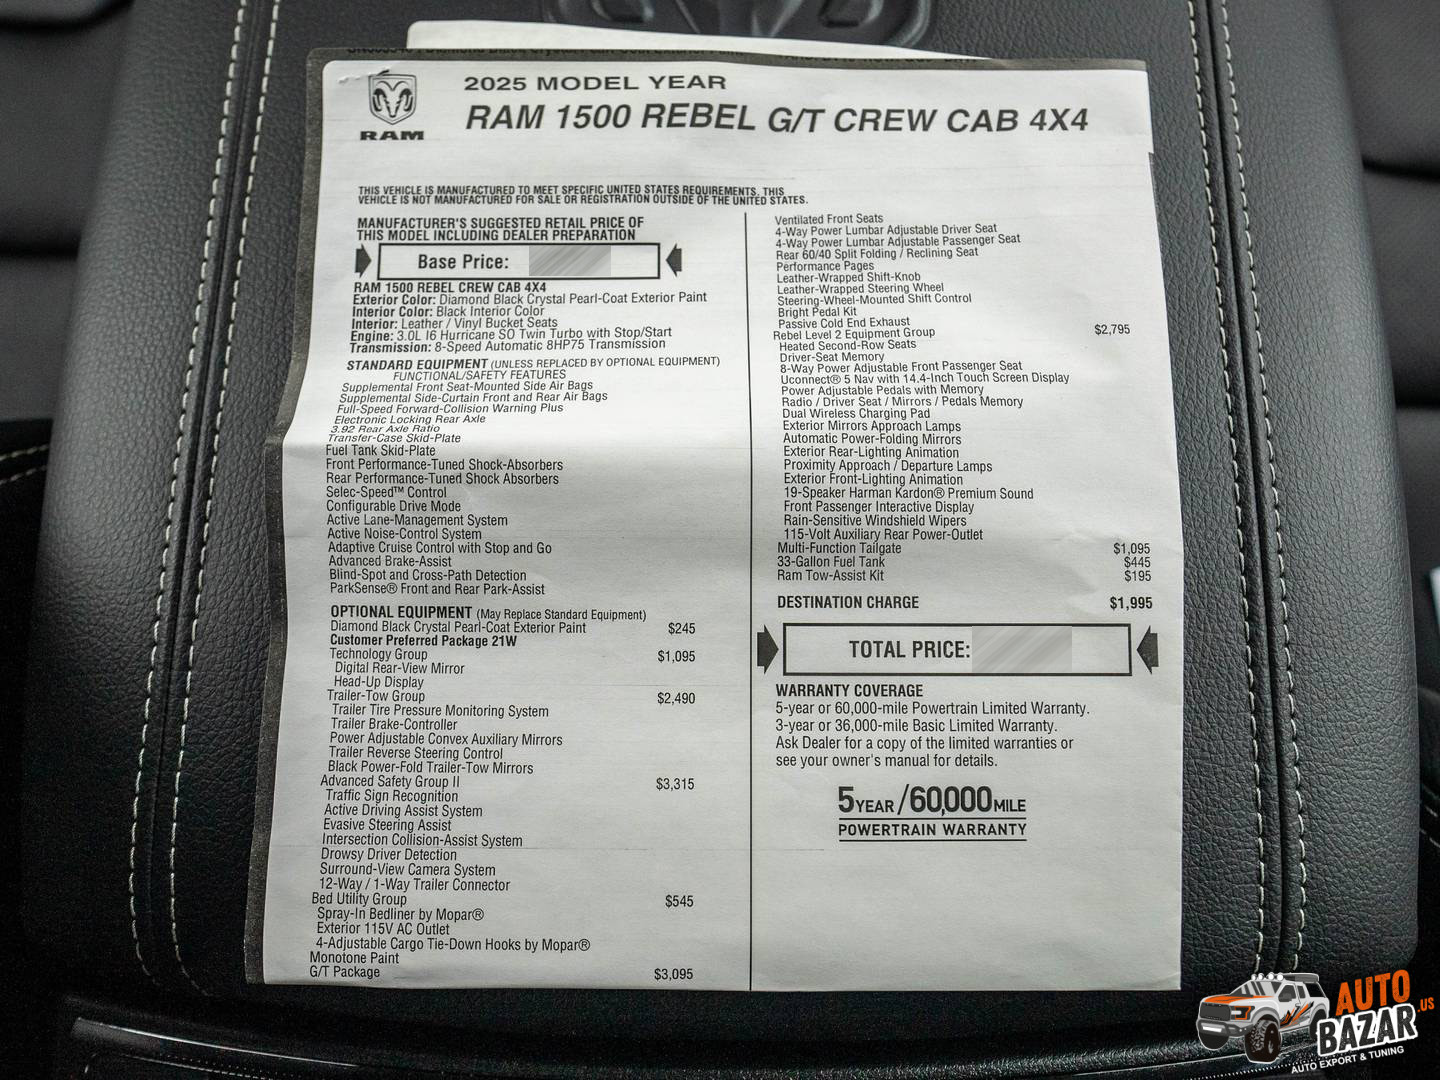 RAM
2025 MODEL YEAR
RAM 1500 REBEL G/T CREW CAB 4X4
THIS VEHICLE IS MANUFACTURED TO MEET SPECIFIC UNITED STATES REQUIREMENTS. THIS
VEHICLE IS NOT MANUFACTURED FOR SALE OR REGISTRATION OUTSIDE OF THE UNITED STATES.
MANUFACTURER'S SUGGESTED RETAIL PRICE OF
THIS MODEL INCLUDING DEALER PREPARATION
Base Price:
RAM 1500 REBEL CREW CAB 4X4
Exterior Color: Diamond Black Crystal Pearl-Coat Exterior Paint
Interior Color: Black Interior Color
Interior: Leather / Vinyl Bucket Seats
Engine: 3.0L I6 Hurricane SO Twin Turbo with Stop/Start
Transmission: 8-Speed Automatic 8HP75 Transmission
STANDARD EQUIPMENT (UNLESS REPLACED BY OPTIONAL EQUIPMENT)
FUNCTIONAL/SAFETY FEATURES
Supplemental Front Seat-Mounted Side Air Bags
Supplemental Side-Curtain Front and Rear Air Bags
Full-Speed Forward-Collision Warning Plus
Electronic Locking Rear Axle
3.92 Rear Axle Ratio
Transfer-Case Skid-Plate
Fuel Tank Skid-Plate
Front Performance-Tuned Shock-Absorbers
Rear Performance-Tuned Shock Absorbers
Selec-Speed™ Control
Configurable Drive Mode
Active Lane-Management System
Active Noise-Control System
Adaptive Cruise Control with Stop and Go
Advanced Brake-Assist
Blind-Spot and Cross-Path Detection
ParkSense® Front and Rear Park-Assist
OPTIONAL EQUIPMENT (May Replace Standard Equipment)
Diamond Black Crystal Pearl-Coat Exterior Paint $245
Customer Preferred Package 21W
Technology Group $1,095
Digital Rear-View Mirror
Head-Up Display
Trailer-Tow Group $2,490
Trailer Tire Pressure Monitoring System
Trailer Brake-Controller
Power Adjustable Convex Auxiliary Mirrors
Trailer Reverse Steering Control
Black Power-Fold Trailer-Tow Mirrors
Advanced Safety Group II $3,315
Traffic Sign Recognition
Active Driving Assist System
Evasive Steering Assist
Intersection Collision-Assist System
Drowsy Driver Detection
Surround-View Camera System
12-Way / 1-Way Trailer Connector
Bed Utility Group $545
Spray-In Bedliner by Mopar®
Exterior 115V AC Outlet
4-Adjustable Cargo Tie-Down Hooks by Mopar®
Monotone Paint
G/T Package $3,095
Ventilated Front Seats
4-Way Power Lumbar Adjustable Driver Seat
4-Way Power Lumbar Adjustable Passenger Seat
Rear 60/40 Split Folding / Reclining Seat
Performance Pages
Leather-Wrapped Shift-Knob
Leather-Wrapped Steering Wheel
Steering-Wheel-Mounted Shift Control
Bright Pedal Kit
Passive Cold End Exhaust
Rebel Level 2 Equipment Group $2,795
Heated Second-Row Seats
Driver-Seat Memory
8-Way Power Adjustable Front Passenger Seat
Uconnect® 5 Nav with 14.4-Inch Touch Screen Display
Power Adjustable Pedals with Memory
Radio / Driver Seat / Mirrors / Pedals Memory
Dual Wireless Charging Pad
Exterior Mirrors Approach Lamps
Automatic Power-Folding Mirrors
Exterior Rear-Lighting Animation
Proximity Approach / Departure Lamps
Exterior Front-Lighting Animation
19-Speaker Harman Kardon® Premium Sound
Front Passenger Interactive Display
Rain-Sensitive Windshield Wipers
115-Volt Auxiliary Rear Power-Outlet
Multi-Function Tailgate $1,095
33-Gallon Fuel Tank $445
Ram Tow-Assist Kit $195
DESTINATION CHARGE $1,995
TOTAL PRICE:
WARRANTY COVERAGE
5-year or 60,000-mile Powertrain Limited Warranty.
3-year or 36,000-mile Basic Limited Warranty.
Ask Dealer for a copy of the limited warranties or
see your owner's manual for details.
5 YEAR / 60,000 MILE
POWERTRAIN WARRANTY
AUTO
BAZAR.US
AUTO EXPORT & TUNING